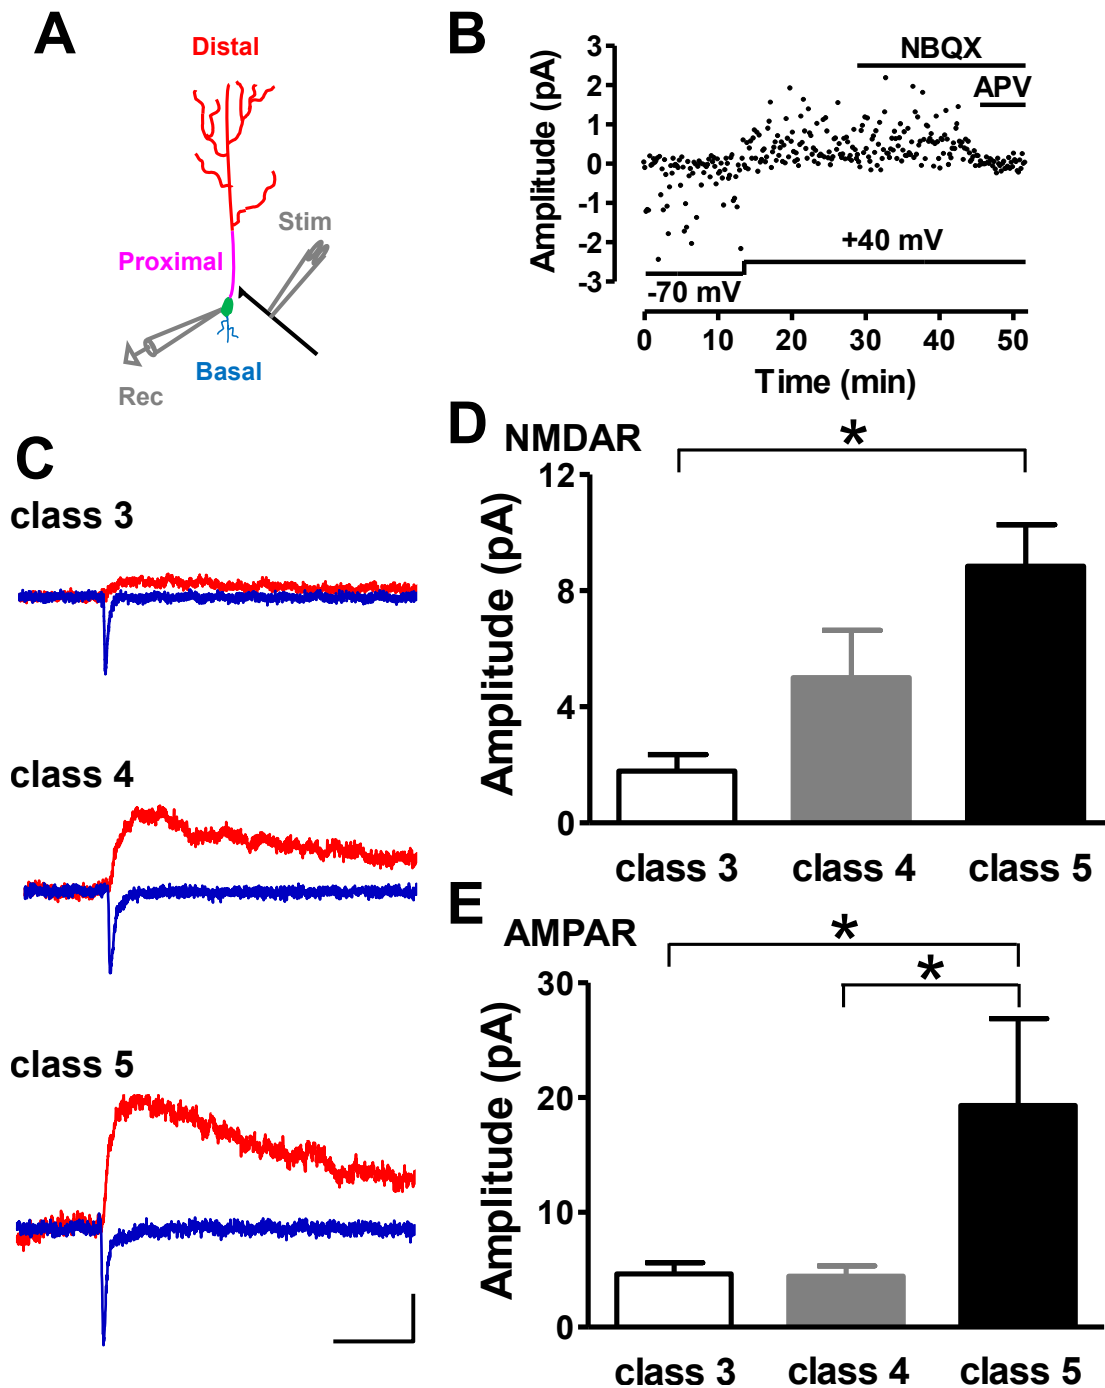 A
Distal
Stim
Proximal
Basal
Rec
B
Amplitude (pA)
3
2
1
0
-1
-2
-3
NBQX
APV
+40 mV
-70 mV
0 10 20 30 40 50
Time (min)
C
class 3
class 4
class 5
D
NMDAR
*
Amplitude (pA)
12
8
4
0
class 3 class 4 class 5
E
AMPAR
*
*
Amplitude (pA)
30
20
10
0
class 3 class 4 class 5